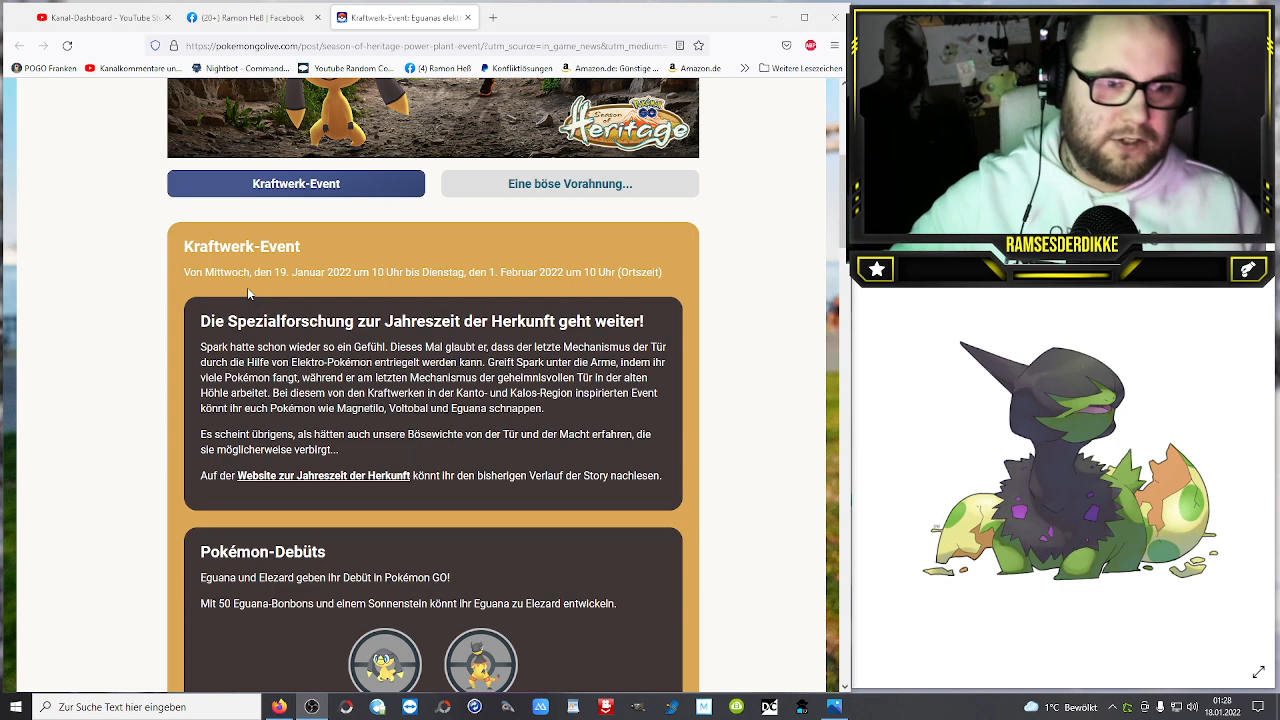 Kanal-Dashboard - YouTube St
(20+) Ramon Heß | Facebook
Kraftwerk-Event Eguana elektr
https://pokemongolive.com/de/post/season-of-heritage-power-plant-event/?utm_source=in_game_news&utm_medium=
POGO Franken
Kanalkommentare un...
Nightbot - Command...
Youtube Random Co...
(4) Ramon Heß
Konfliktlösungen
Amazon.de Günstige ...
Amazon.de
Weitere Lesezeichen
Pokémon GO
Season of
Heritage
Kraftwerk-Event
Eine böse Vorahnung...
Kraftwerk-Event
Von Mittwoch, den 19. Januar 2022 um 10 Uhr bis Dienstag, den 1. Februar 2022 um 10 Uhr (Ortszeit)
Die Spezialforschung zur Jahreszeit der Herkunft geht weiter!
Spark hatte schon wieder so ein Gefühl. Dieses Mal glaubt er, dass der letzte Mechanismus der Tür
durch die Hilfe von Elektro-Pokémon entriegelt werden kann. Greift Spark unter die Arme, indem ihr
viele Pokémon fangt, während er am letzten Mechanismus der geheimnisvollen Tür in der alten
Höhle arbeitet. Bei diesem von den Kraftwerken in der Kanto- und Kalos-Region inspirierten Event
könnt ihr euch Pokémon wie Magnetilo, Voltobal und Eguana schnappen.
Es scheint übrigens, als hätten auch unsere Bösewichte von der Tür und der Macht erfahren, die
sie möglicherweise verbirgt...
Auf der Website zur Jahreszeit der Herkunft könnt ihr den bisherigen Verlauf der Story nachlesen.
Pokémon-Debüts
Eguana und Elezard geben ihr Debüt in Pokémon GO!
Mit 50 Eguana-Bonbons und einem Sonnenstein könnt ihr Eguana zu Elezard entwickeln.
RAMSESDERDIKKE
Zur Suche Text hier eingeben
1°C Bewölkt
01:28
18.01.2022